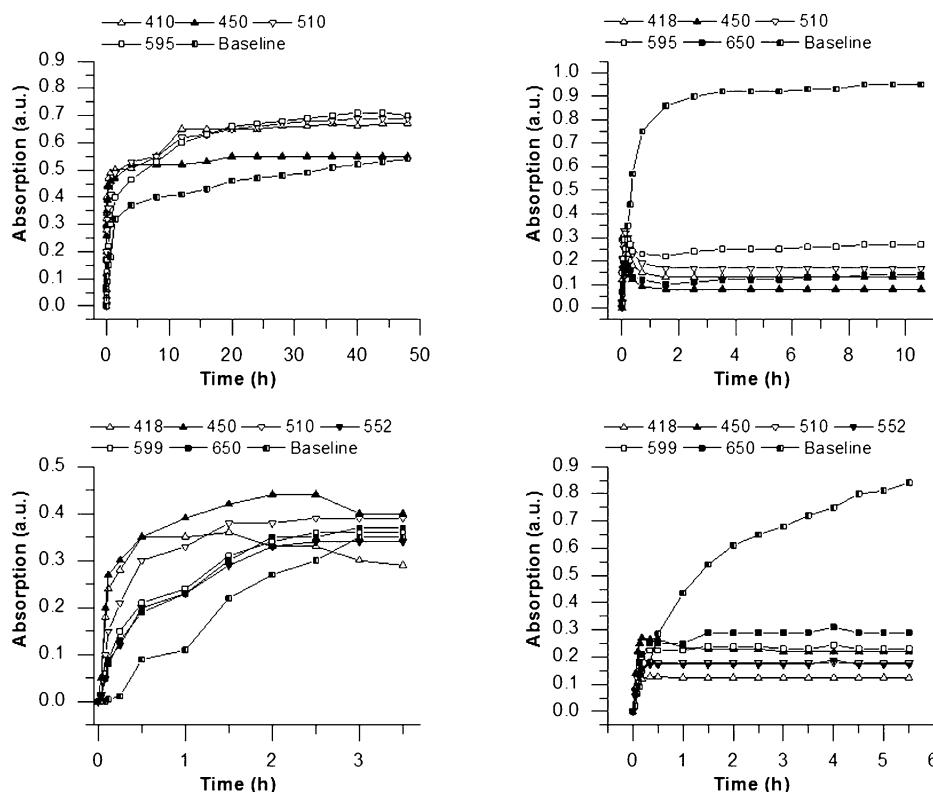 410 450 510
595 Baseline
0.9
0.8
0.7
0.6
0.5
0.4
0.3
0.2
0.1
0.0
Absorption (a.u.)
0 10 20 30 40 50
Time (h)
418 450 510
595 650 Baseline
1.0
0.9
0.8
0.7
0.6
0.5
0.4
0.3
0.2
0.1
0.0
Absorption (a.u.)
0 2 4 6 8 10
Time (h)
418 450 510 552
599 650 Baseline
0.5
0.4
0.3
0.2
0.1
0.0
Absorption (a.u.)
0 1 2 3
Time (h)
418 450 510 552
599 650 Baseline
0.9
0.8
0.7
0.6
0.5
0.4
0.3
0.2
0.1
0.0
Absorption (a.u.)
0 1 2 3 4 5 6
Time (h)